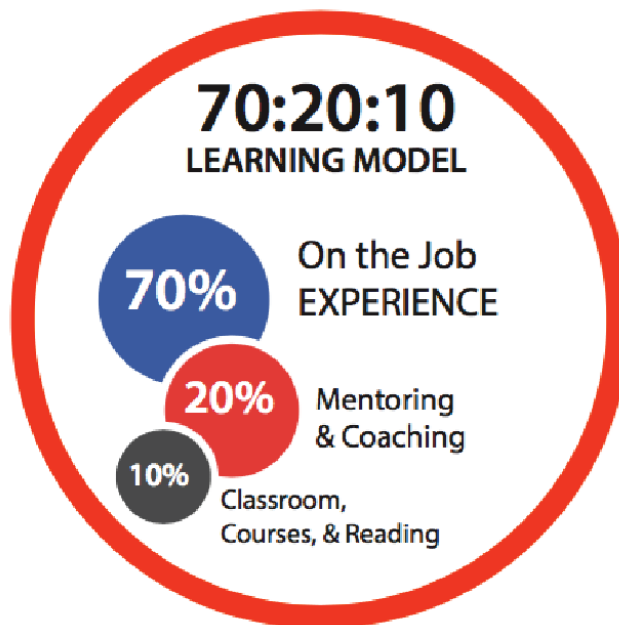 70:20:10
LEARNING MODEL
70%
On the Job
EXPERIENCE
20%
Mentoring
& Coaching
10%
Classroom,
Courses, & Reading